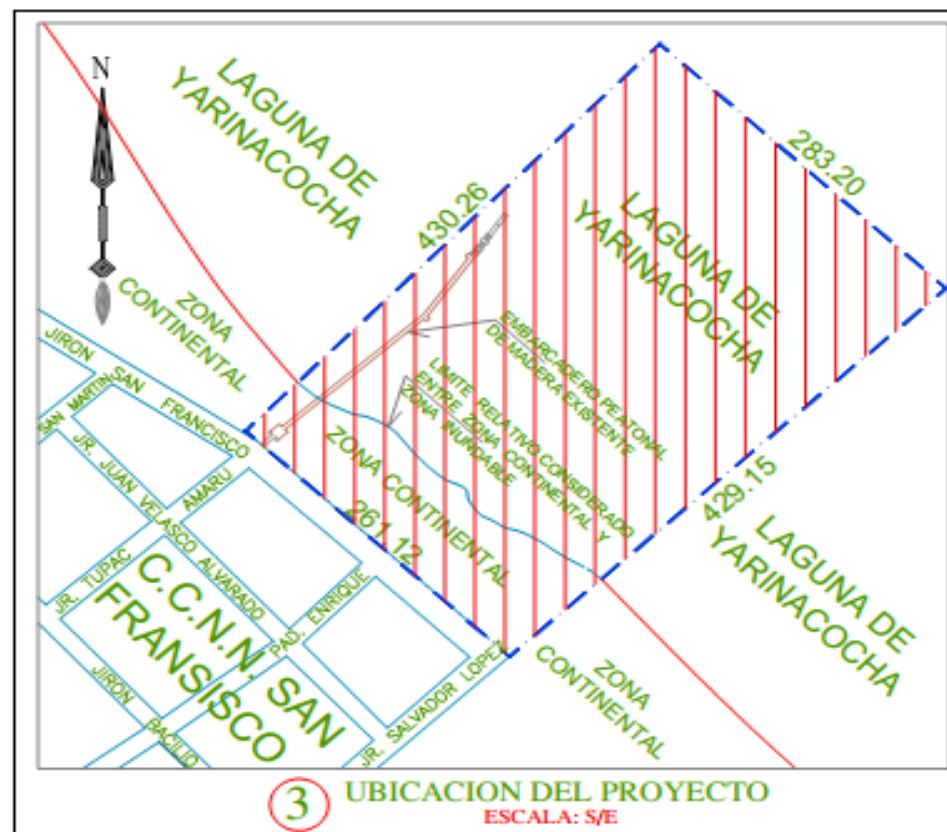 N
LAGUNA DE
YARINACOCHA
430.26
283.20
LAGUNA DE
YARINACOCHA
ZONA
CONTINENTAL
EMBARCADERO PEATONAL
DE MADERA EXISTENTE
LIMITE RELATIVO CONSIDERADO
ENTRE ZONA CONTINENTAL Y
ZONA INUNDABLE
ZONA CONTINENTAL
261.12
429.15
LAGUNA DE
YARINACOCHA
ZONA
CONTINENTAL
JIRON SAN FRANCISCO
SAN MARTIN
JR. JUAN VELASCO ALVARADO
JR. TUPAC AMARU
C.C.N.N. SAN
FRANSISCO
PAD. ENRIQUE
JIRON BACILIO
JR. SALVADOR LOPEZ
3
UBICACION DEL PROYECTO
ESCALA: S/E